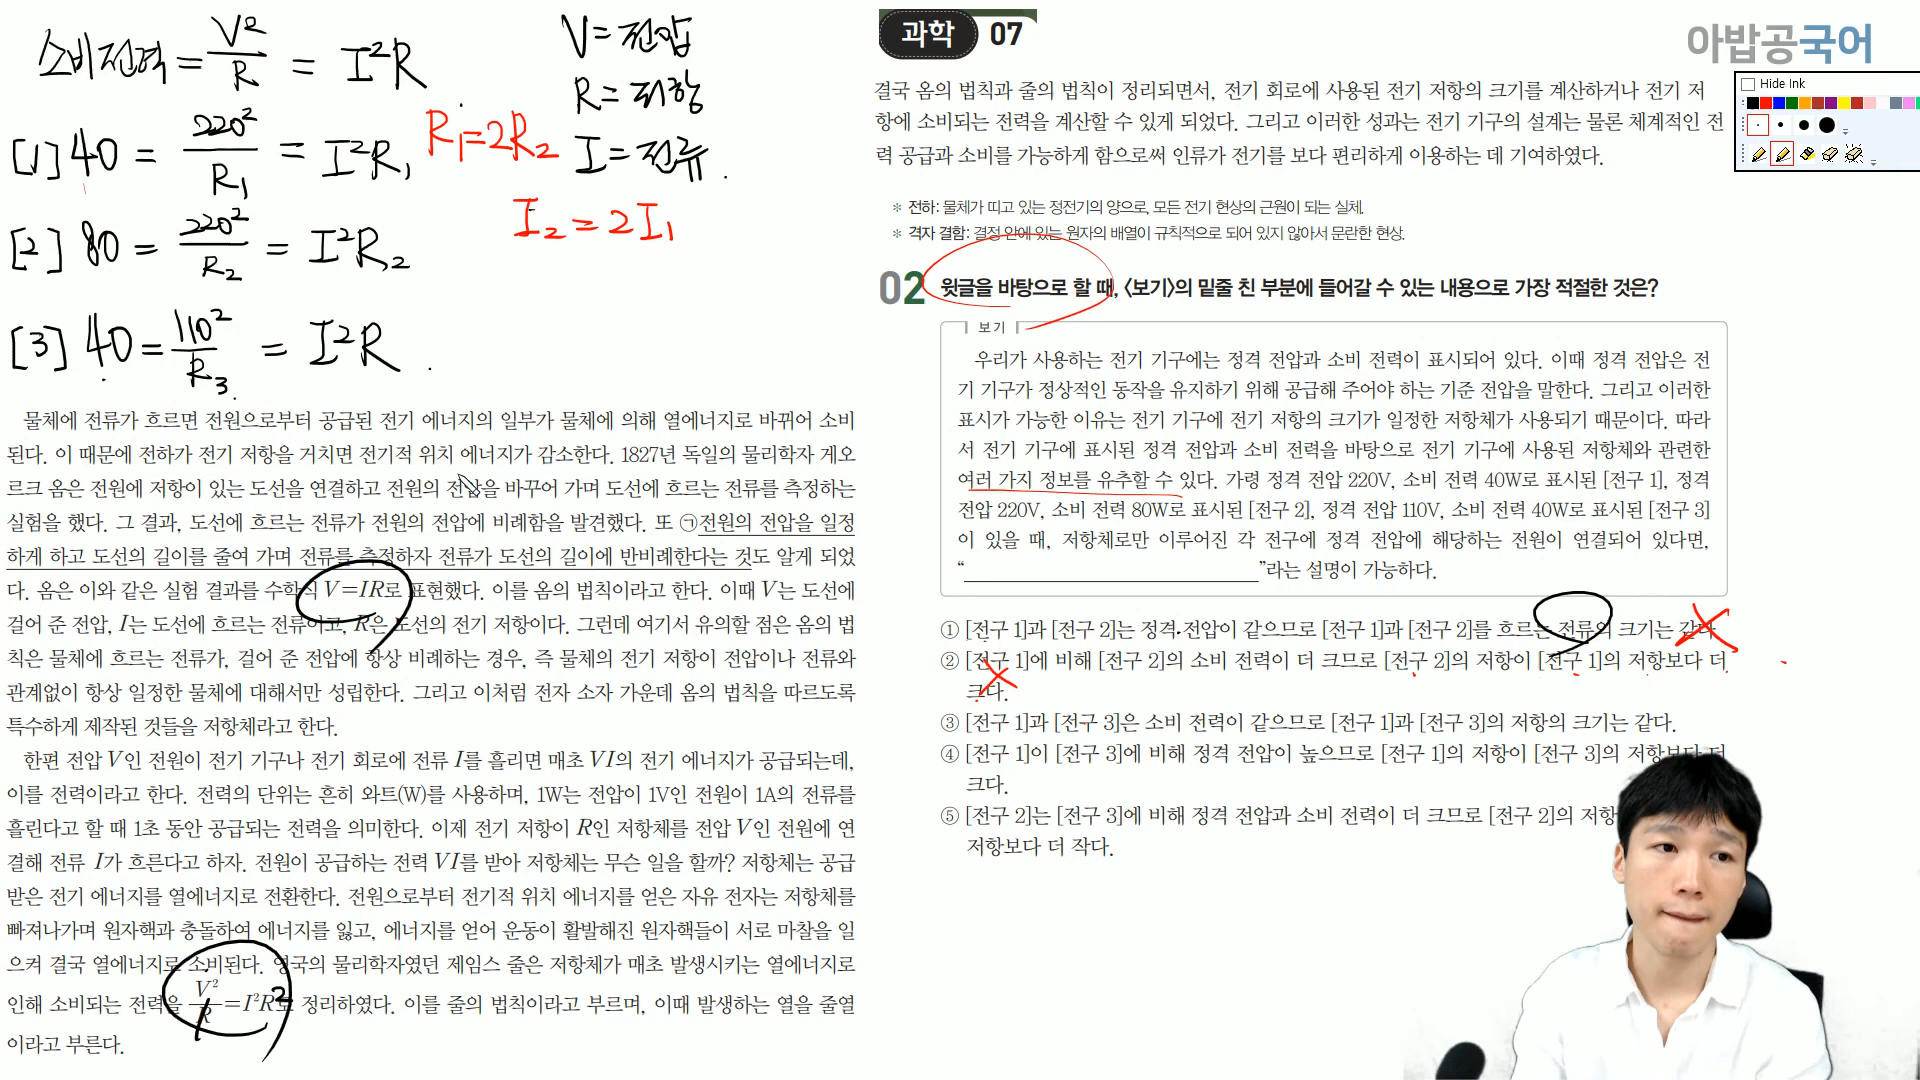 소비전력 = V²/R = I²R
V = 전압
R = 저항
I = 전류
[1] 40 = 220²/R₁ = I²R₁
R₁=2R₂
[2] 80 = 220²/R₂ = I²R₂
I₂ = 2I₁
[3] 40 = 110²/R₃ = I²R
물체에 전류가 흐르면 전원으로부터 공급된 전기 에너지의 일부가 물체에 의해 열에너지로 바뀌어 소비
된다. 이 때문에 전하가 전기 저항을 거치면 전기적 위치 에너지가 감소한다. 1827년 독일의 물리학자 게오
르크 옴은 전원에 저항이 있는 도선을 연결하고 전원의 전압을 바꾸어 가며 도선에 흐르는 전류를 측정하는
실험을 했다. 그 결과, 도선에 흐르는 전류가 전원의 전압에 비례함을 발견했다. 또 ㉠전원의 전압을 일정
하게 하고 도선의 길이를 줄여 가며 전류를 측정하자 전류가 도선의 길이에 반비례한다는 것도 알게 되었
다. 옴은 이와 같은 실험 결과를 수학식 V=IR로 표현했다. 이를 옴의 법칙이라고 한다. 이때 V는 도선에
걸어 준 전압, I는 도선에 흐르는 전류이고, R은 도선의 전기 저항이다. 그런데 여기서 유의할 점은 옴의 법
칙은 물체에 흐르는 전류가, 걸어 준 전압에 항상 비례하는 경우, 즉 물체의 전기 저항이 전압이나 전류와
관계없이 항상 일정한 물체에 대해서만 성립한다. 그리고 이처럼 전자 소자 가운데 옴의 법칙을 따르도록
특수하게 제작된 것들을 저항체라고 한다.
한편 전압 V인 전원이 전기 기구나 전기 회로에 전류 I를 흘리면 매초 VI의 전기 에너지가 공급되는데,
이를 전력이라고 한다. 전력의 단위는 흔히 와트(W)를 사용하며, 1W는 전압이 1V인 전원이 1A의 전류를
흘린다고 할 때 1초 동안 공급되는 전력을 의미한다. 이제 전기 저항이 R인 저항체를 전압 V인 전원에 연
결해 전류 I가 흐른다고 하자. 전원이 공급하는 전력 VI를 받아 저항체는 무슨 일을 할까? 저항체는 공급
받은 전기 에너지를 열에너지로 전환한다. 전원으로부터 전기적 위치 에너지를 얻은 자유 전자는 저항체를
빠져나가며 원자핵과 충돌하여 에너지를 잃고, 에너지를 얻어 운동이 활발해진 원자핵들이 서로 마찰을 일
으켜 결국 열에너지로 소비된다. 영국의 물리학자였던 제임스 줄은 저항체가 매초 발생시키는 열에너지로
인해 소비되는 전력을 V²/R=I²R로 정리하였다. 이를 줄의 법칙이라고 부르며, 이때 발생하는 열을 줄열
이라고 부른다.
과학 07
아밥공국어
Hide Ink
결국 옴의 법칙과 줄의 법칙이 정리되면서, 전기 회로에 사용된 전기 저항의 크기를 계산하거나 전기 저
항에 소비되는 전력을 계산할 수 있게 되었다. 그리고 이러한 성과는 전기 기구의 설계는 물론 체계적인 전
력 공급과 소비를 가능하게 함으로써 인류가 전기를 보다 편리하게 이용하는 데 기여하였다.
* 전하: 물체가 띠고 있는 정전기의 양으로, 모든 전기 현상의 근원이 되는 실체.
* 격자 결함: 결정 안에 있는 원자의 배열이 규칙적으로 되어 있지 않아서 문란한 현상.
02 윗글을 바탕으로 할 때, 〈보기〉의 밑줄 친 부분에 들어갈 수 있는 내용으로 가장 적절한 것은?
보기
우리가 사용하는 전기 기구에는 정격 전압과 소비 전력이 표시되어 있다. 이때 정격 전압은 전
기 기구가 정상적인 동작을 유지하기 위해 공급해 주어야 하는 기준 전압을 말한다. 그리고 이러한
표시가 가능한 이유는 전기 기구에 전기 저항의 크기가 일정한 저항체가 사용되기 때문이다. 따라
서 전기 기구에 표시된 정격 전압과 소비 전력을 바탕으로 전기 기구에 사용된 저항체와 관련한
여러 가지 정보를 유추할 수 있다. 가령 정격 전압 220V, 소비 전력 40W로 표시된 [전구 1], 정격
전압 220V, 소비 전력 80W로 표시된 [전구 2], 정격 전압 110V, 소비 전력 40W로 표시된 [전구 3]
이 있을 때, 저항체로만 이루어진 각 전구에 정격 전압에 해당하는 전원이 연결되어 있다면,
“ ”라는 설명이 가능하다.
① [전구 1]과 [전구 2]는 정격 전압이 같으므로 [전구 1]과 [전구 2]를 흐르는 전류의 크기는 같다.
② [전구 1]에 비해 [전구 2]의 소비 전력이 더 크므로 [전구 2]의 저항이 [전구 1]의 저항보다 더
크다.
③ [전구 1]과 [전구 3]은 소비 전력이 같으므로 [전구 1]과 [전구 3]의 저항의 크기는 같다.
④ [전구 1]이 [전구 3]에 비해 정격 전압이 높으므로 [전구 1]의 저항이 [전구 3]의 저항보다 더
크다.
⑤ [전구 2]는 [전구 3]에 비해 정격 전압과 소비 전력이 더 크므로 [전구 2]의 저항
저항보다 더 작다.